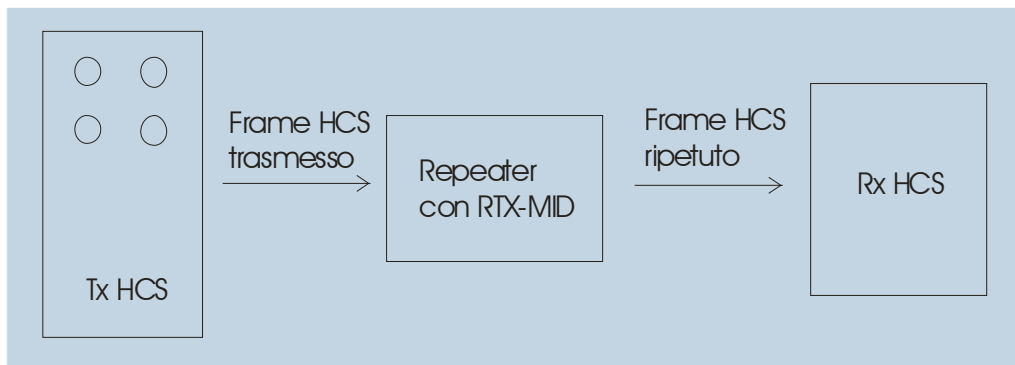 Tx HCS
Frame HCS
trasmesso
Repeater
con RTX-MID
Frame HCS
ripetuto
Rx HCS